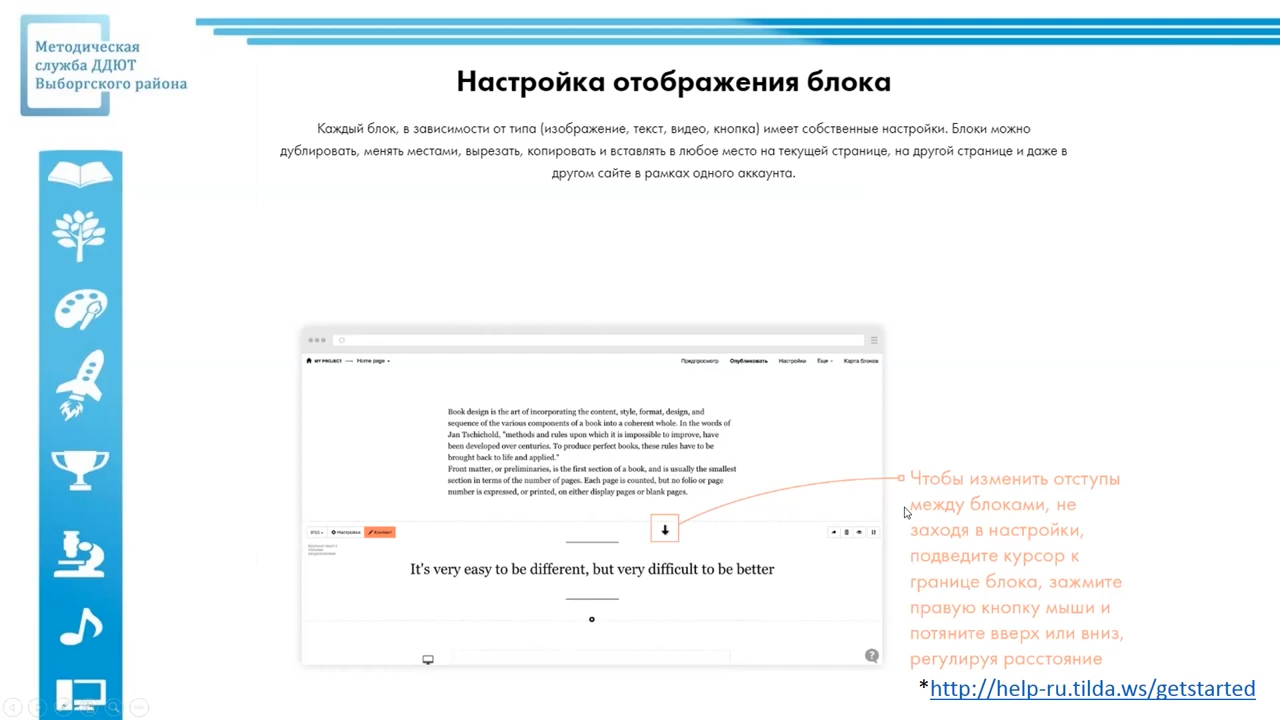 Методическая
служба ДДЮТ
Выборгского района
Настройка отображения блока
Каждый блок, в зависимости от типа (изображение, текст, видео, кнопка) имеет собственные настройки. Блоки можно
дублировать, менять местами, вырезать, копировать и вставлять в любое место на текущей странице, на другой странице и даже в
другом сайте в рамках одного аккаунта.
MY PROJECT — Home page
Предпросмотр Опубликовать Настройки Еще Карта блоков
Book design is the art of incorporating the content, style, format, design, and
sequence of the various components of a book into a coherent whole. In the words of
Jan Tschichold, "methods and rules upon which it is impossible to improve, have
been developed over centuries. To produce perfect books, these rules have to be
brought back to life and applied."
Front matter, or preliminaries, is the first section of a book, and is usually the smallest
section in terms of the number of pages. Each page is counted, but no folio or page
number is expressed, or printed, on either display pages or blank pages.
Настройки Контент
It's very easy to be different, but very difficult to be better
?
Чтобы изменить отступы
между блоками, не
заходя в настройки,
подведите курсор к
границе блока, зажмите
правую кнопку мыши и
потяните вверх или вниз,
регулируя расстояние
*http://help-ru.tilda.ws/getstarted